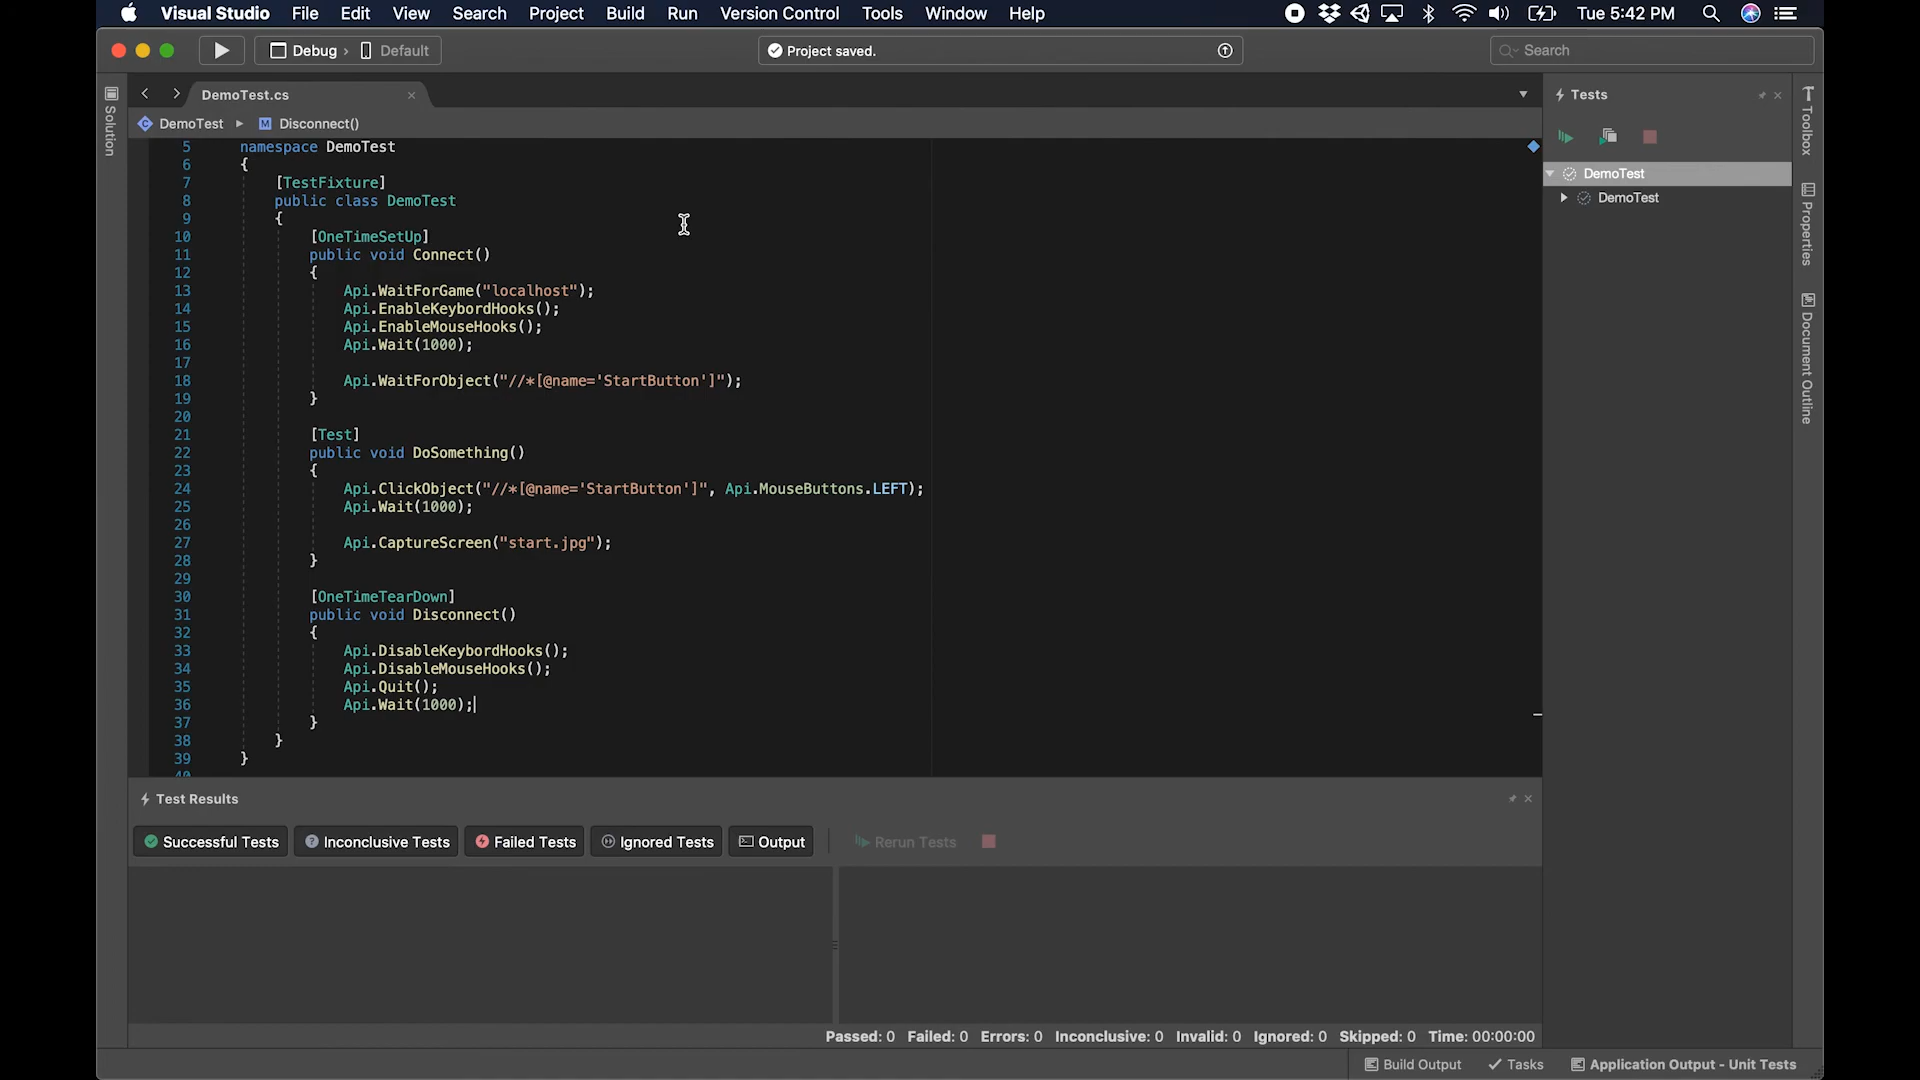 Visual Studio File Edit View Search Project Build Run Version Control Tools Window Help Tue 5:42 PM
Debug › Default Project saved. Search
Solution
DemoTest.cs
DemoTest Disconnect()
5 namespace DemoTest
6 {
7 [TestFixture]
8 public class DemoTest
9 {
10 [OneTimeSetUp]
11 public void Connect()
12 {
13 Api.WaitForGame("localhost");
14 Api.EnableKeybordHooks();
15 Api.EnableMouseHooks();
16 Api.Wait(1000);
17
18 Api.WaitForObject("//*[@name='StartButton']");
19 }
20
21 [Test]
22 public void DoSomething()
23 {
24 Api.ClickObject("//*[@name='StartButton']", Api.MouseButtons.LEFT);
25 Api.Wait(1000);
26
27 Api.CaptureScreen("start.jpg");
28 }
29
30 [OneTimeTearDown]
31 public void Disconnect()
32 {
33 Api.DisableKeybordHooks();
34 Api.DisableMouseHooks();
35 Api.Quit();
36 Api.Wait(1000);
37 }
38 }
39 }
40
Tests
DemoTest
DemoTest
Toolbox
Properties
Document Outline
Test Results
Successful Tests Inconclusive Tests Failed Tests Ignored Tests Output Rerun Tests
Passed: 0 Failed: 0 Errors: 0 Inconclusive: 0 Invalid: 0 Ignored: 0 Skipped: 0 Time: 00:00:00
Build Output Tasks Application Output - Unit Tests